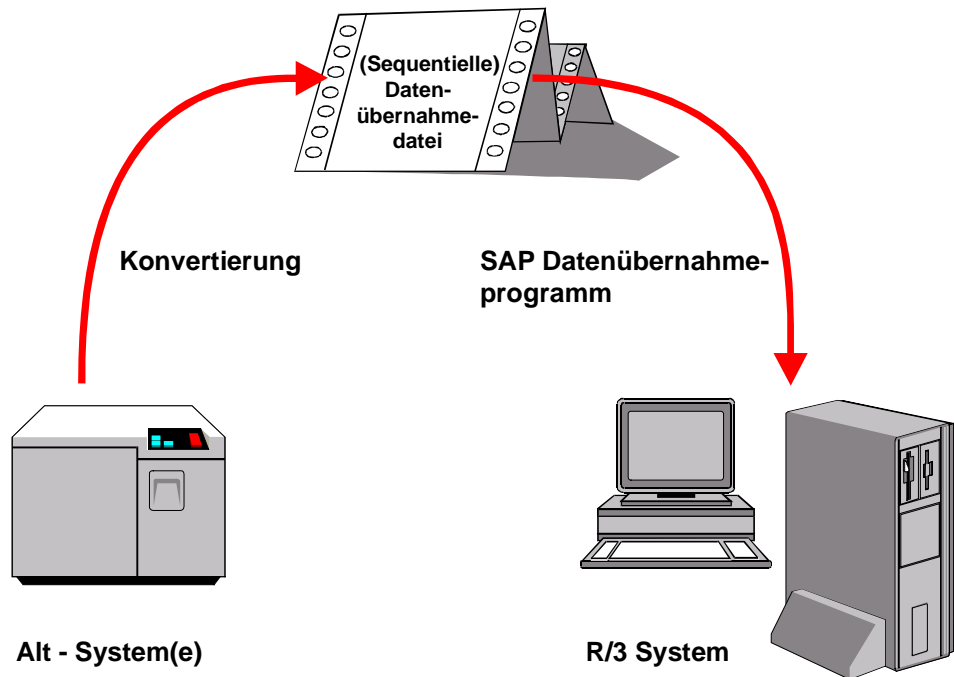 (Sequentielle)
Daten-
übernahme-
datei
Konvertierung
SAP Datenübernahme-
programm
Alt - System(e)
R/3 System